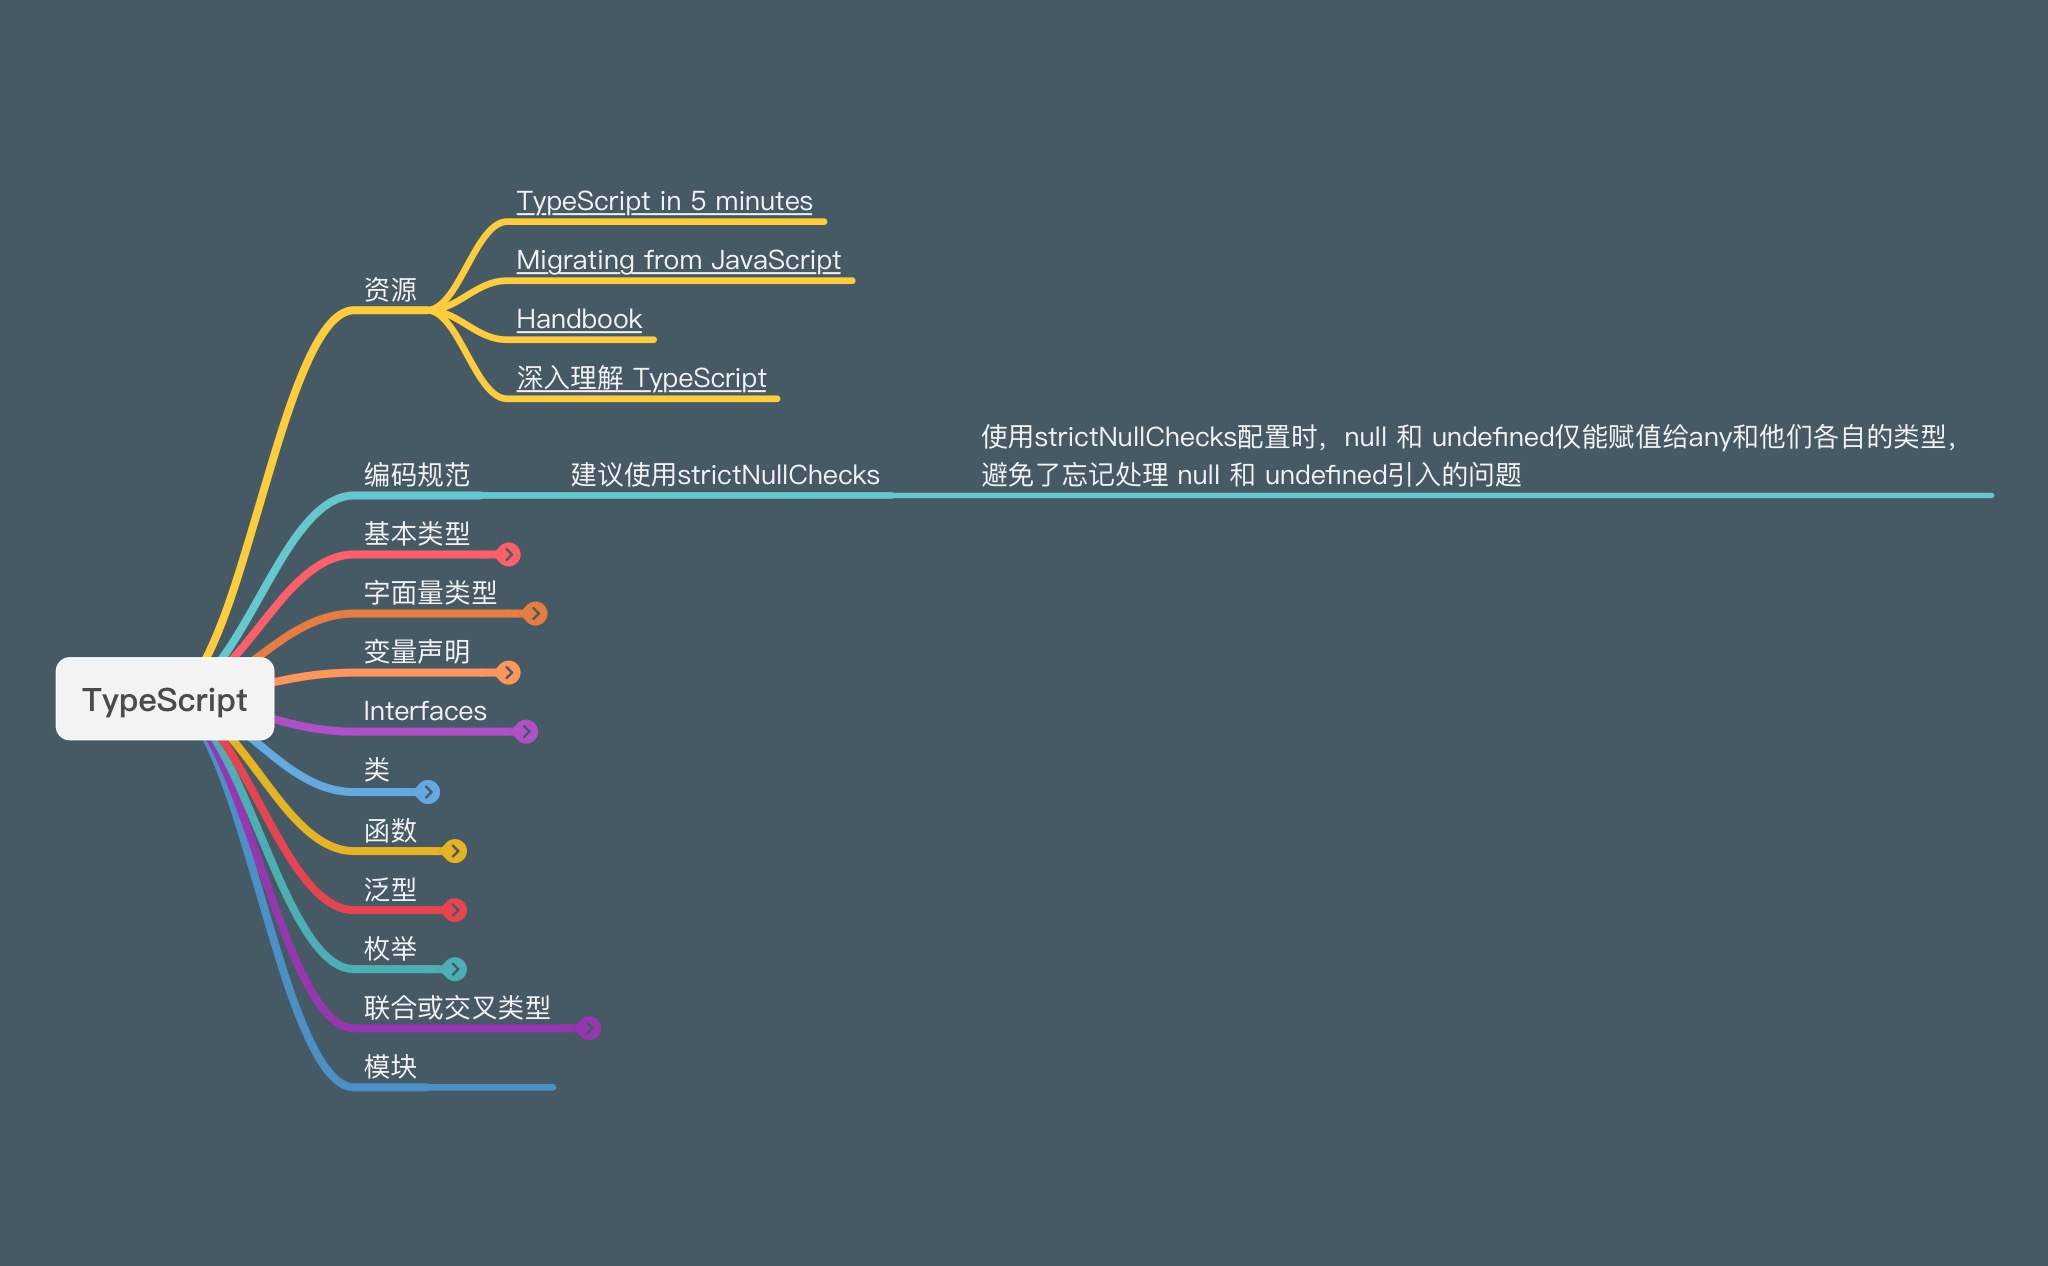 TypeScript in 5 minutes
Migrating from JavaScript
资源
Handbook
深入理解 TypeScript
使用strictNullChecks配置时，null 和 undefined仅能赋值给any和他们各自的类型，
避免了忘记处理 null 和 undefined引入的问题
编码规范
建议使用strictNullChecks
基本类型
字面量类型
变量声明
TypeScript
Interfaces
类
函数
泛型
枚举
联合或交叉类型
模块